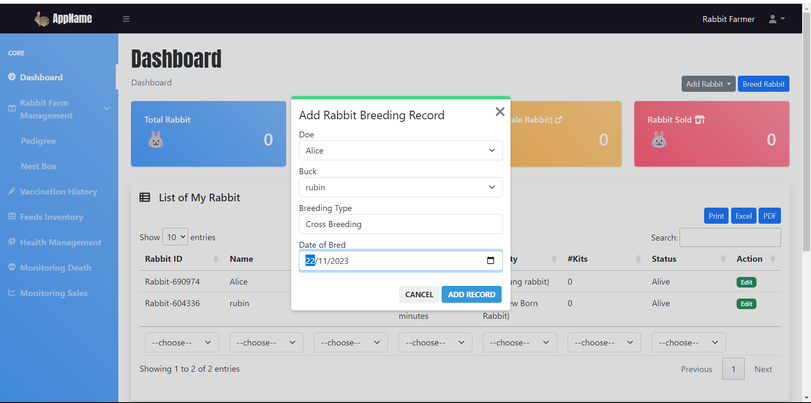 AppName
Rabbit Farmer
CORE
Dashboard
Rabbit Farm
Management
Pedigree
Nest Box
Vaccination History
Feeds Inventory
Health Management
Monitoring Death
Monitoring Sales
Dashboard
Dashboard
Add Rabbit
Breed Rabbit
Total Rabbit
0
ale Rabbit)
0
Rabbit Sold
0
Add Rabbit Breeding Record
Doe
Alice
Buck
rubin
Breeding Type
Cross Breeding
Date of Bred
22/11/2023
CANCEL
ADD RECORD
List of My Rabbit
Print
Excel
PDF
Show 10 entries
Search:
Rabbit ID Name ty #Kits Status Action
Rabbit-690974 Alice ng rabbit) 0 Alive Edit
Rabbit-604336 rubin minutes ew Born Rabbit) 0 Alive Edit
--choose-- --choose-- --choose-- --choose-- --choose-- --choose-- --choose--
Showing 1 to 2 of 2 entries
Previous 1 Next